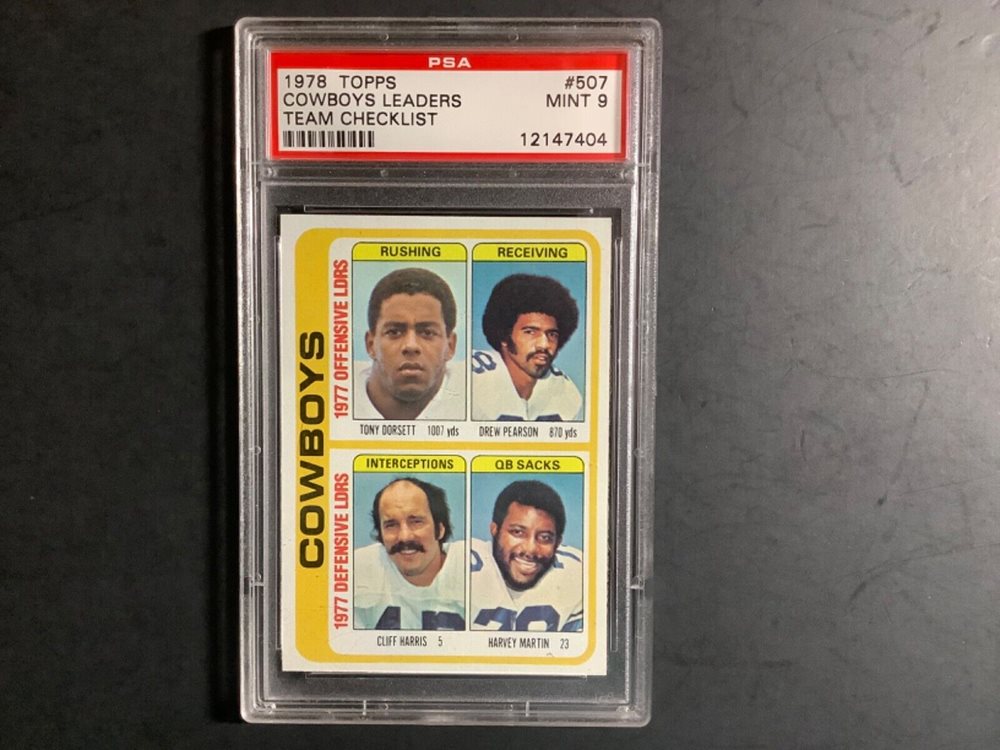 PSA
1978 TOPPS #507
COWBOYS LEADERS MINT 9
TEAM CHECKLIST
12147404
COWBOYS
1977 OFFENSIVE LDRS
RUSHING RECEIVING
TONY DORSETT 1007 yds DREW PEARSON 870 yds
1977 DEFENSIVE LDRS
INTERCEPTIONS QB SACKS
CLIFF HARRIS 5 HARVEY MARTIN 23